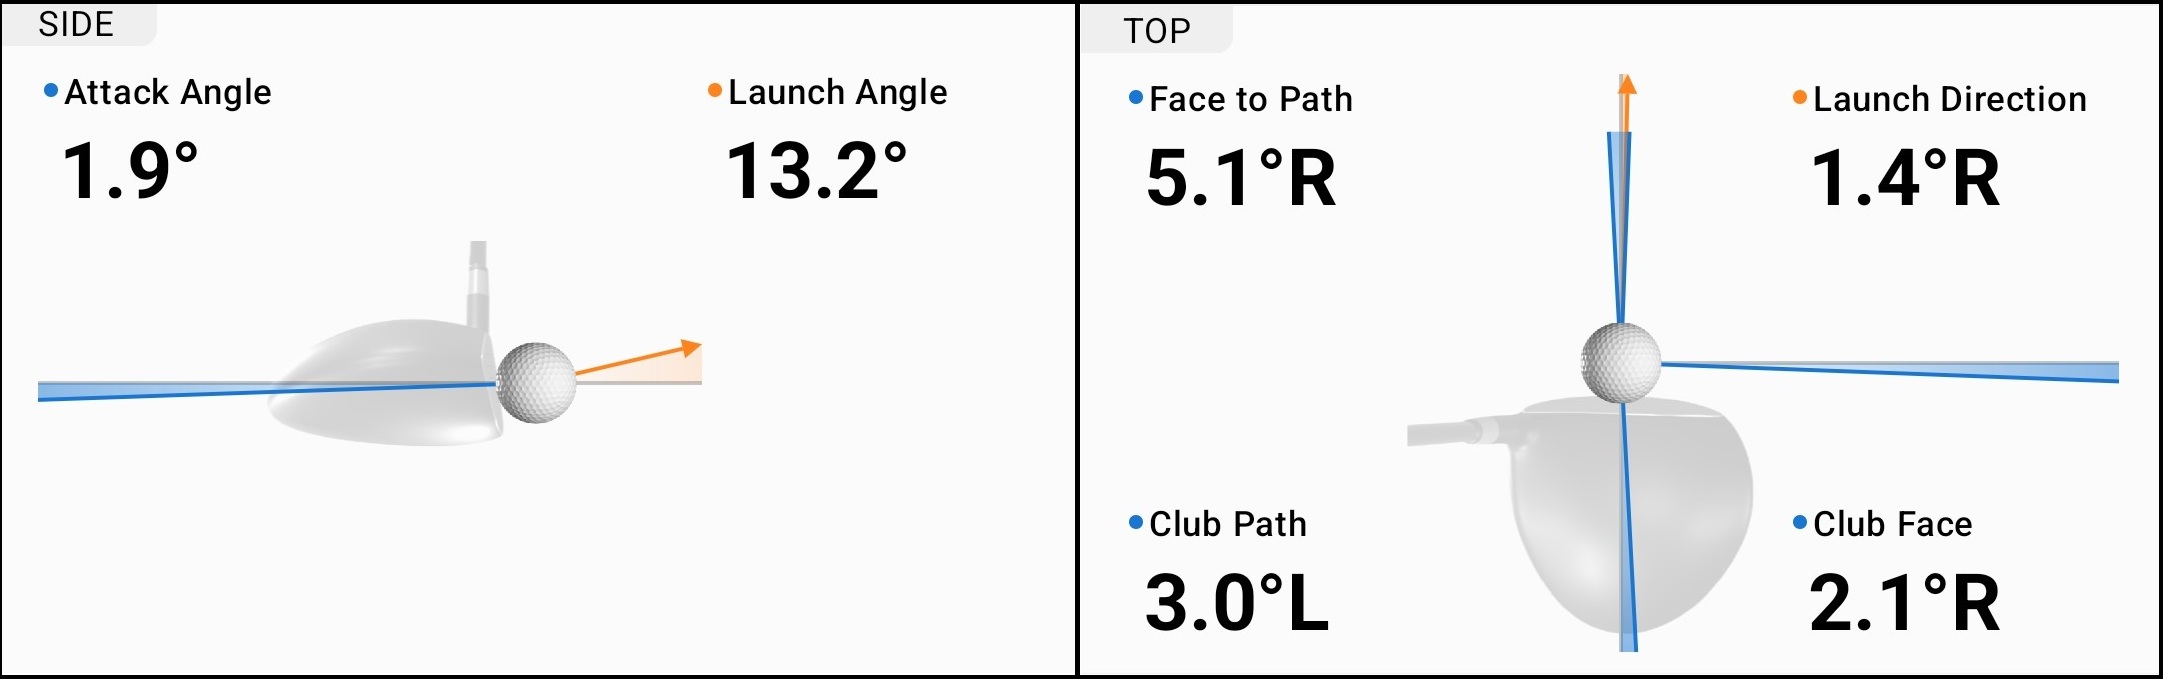 SIDE
Attack Angle
1.9°
Launch Angle
13.2°
TOP
Face to Path
5.1°R
Launch Direction
1.4°R
Club Path
3.0°L
Club Face
2.1°R